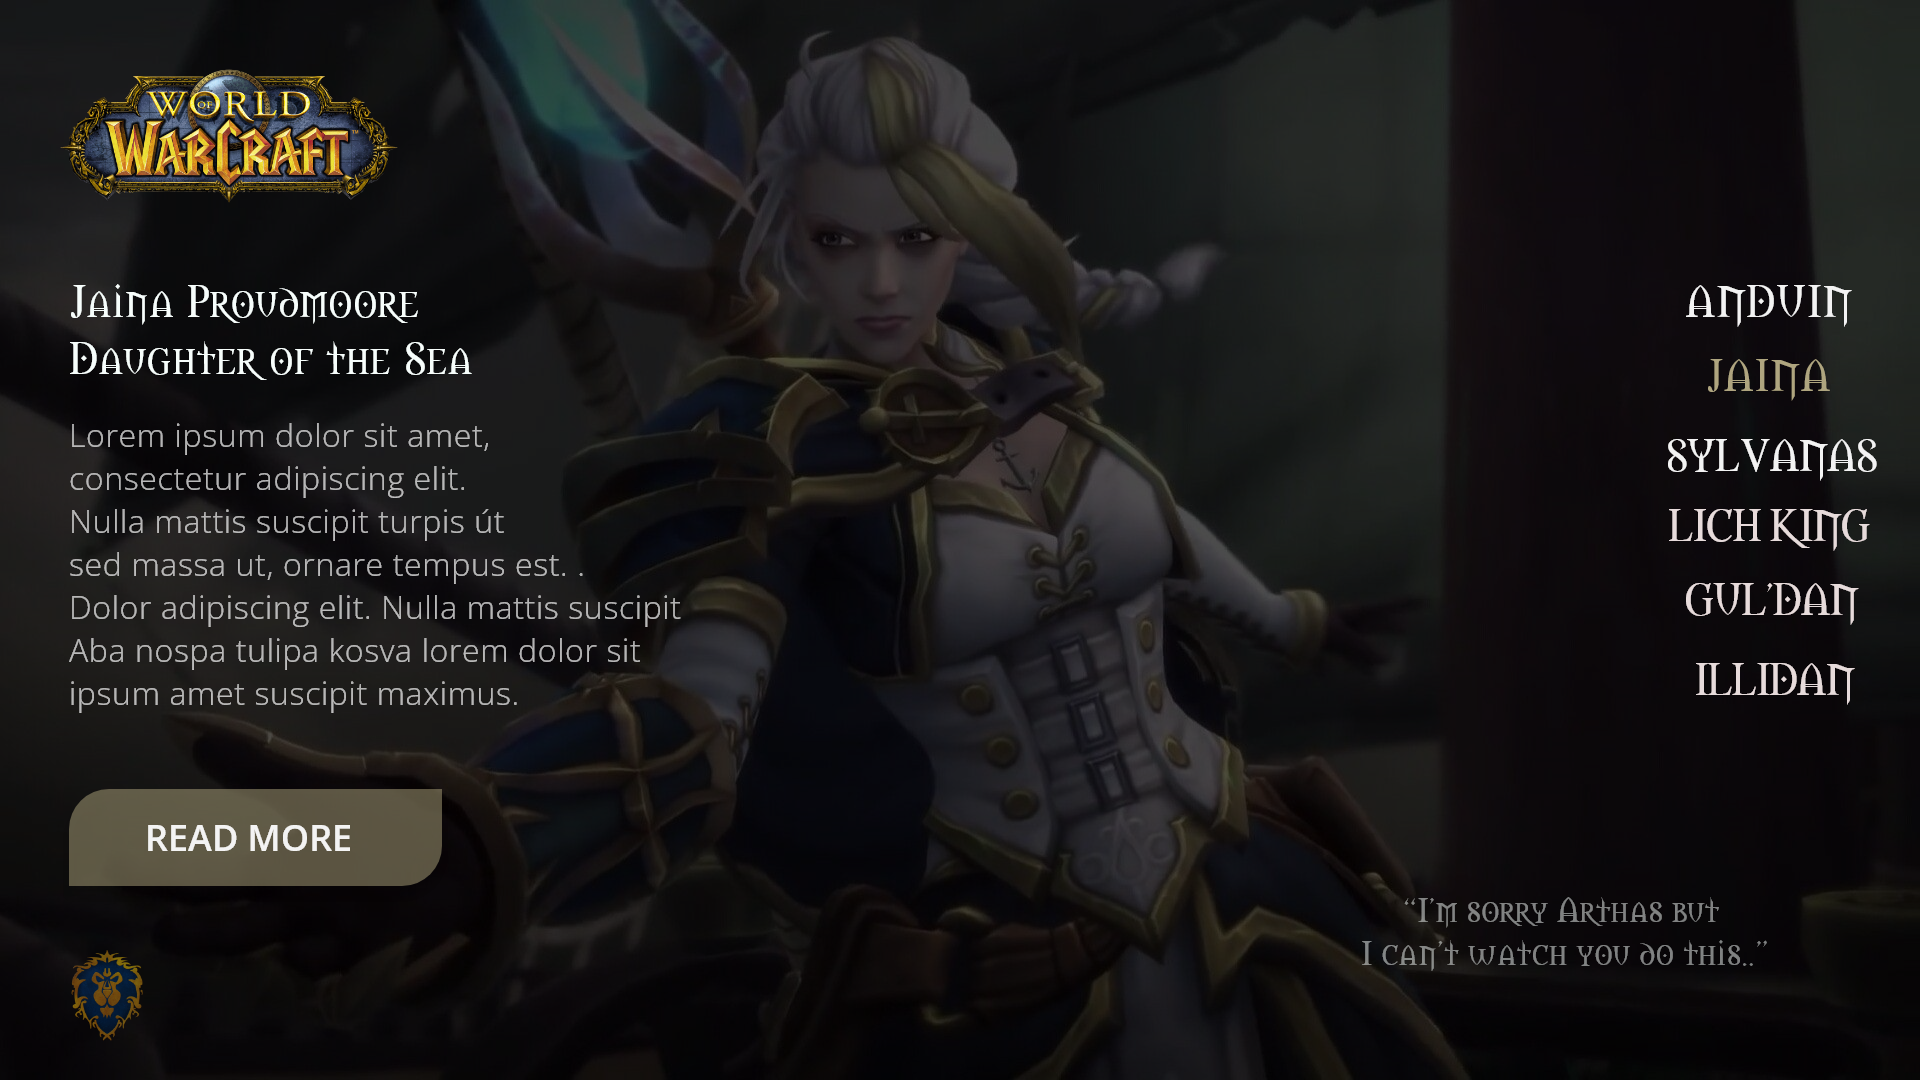 WORLD
OF
WARCRAFT
™
Jaina Proudmoore
Daughter of the Sea
Lorem ipsum dolor sit amet,
consectetur adipiscing elit.
Nulla mattis suscipit turpis út
sed massa ut, ornare tempus est. .
Dolor adipiscing elit. Nulla mattis suscipit
Aba nospa tulipa kosva lorem dolor sit
ipsum amet suscipit maximus.
READ MORE
ANDUIN
JAINA
SYLVANAS
LICH KING
GUL'DAN
ILLIDAN
“I'm sorry Arthas but
I can't watch you do this..”